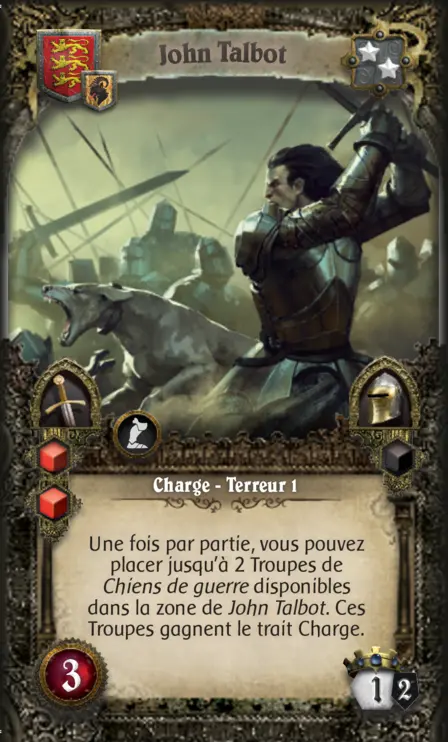 John Talbot
Charge - Terreur 1
Une fois par partie, vous pouvez
placer jusqu'à 2 Troupes de
Chiens de guerre disponibles
dans la zone de John Talbot. Ces
Troupes gagnent le trait Charge.
3
1 2